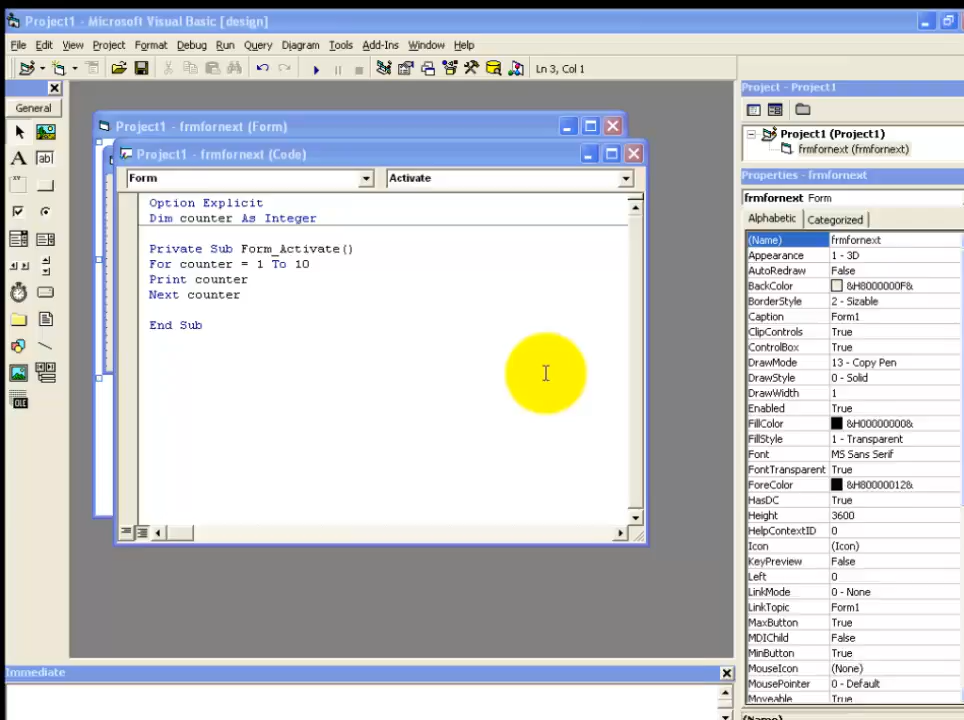 Project1 - Microsoft Visual Basic [design]
File Edit View Project Format Debug Run Query Diagram Tools Add-Ins Window Help
Ln 3, Col 1
General
Project1 - frmfornext (Form)
Project1 - frmfornext (Code)
Form
Activate
Option Explicit
Dim counter As Integer
Private Sub Form_Activate()
For counter = 1 To 10
Print counter
Next counter
End Sub
Project - Project1
Project1 (Project1)
frmfornext (frmfornext)
Properties - frmfornext
frmfornext Form
Alphabetic Categorized
(Name) frmfornext
Appearance 1 - 3D
AutoRedraw False
BackColor &H8000000F&
BorderStyle 2 - Sizable
Caption Form1
ClipControls True
ControlBox True
DrawMode 13 - Copy Pen
DrawStyle 0 - Solid
DrawWidth 1
Enabled True
FillColor &H00000000&
FillStyle 1 - Transparent
Font MS Sans Serif
FontTransparent True
ForeColor &H80000012&
HasDC True
Height 3600
HelpContextID 0
Icon (Icon)
KeyPreview False
Left 0
LinkMode 0 - None
LinkTopic Form1
MaxButton True
MDIChild False
MinButton True
MouseIcon (None)
MousePointer 0 - Default
Moveable True
(Name)
Immediate